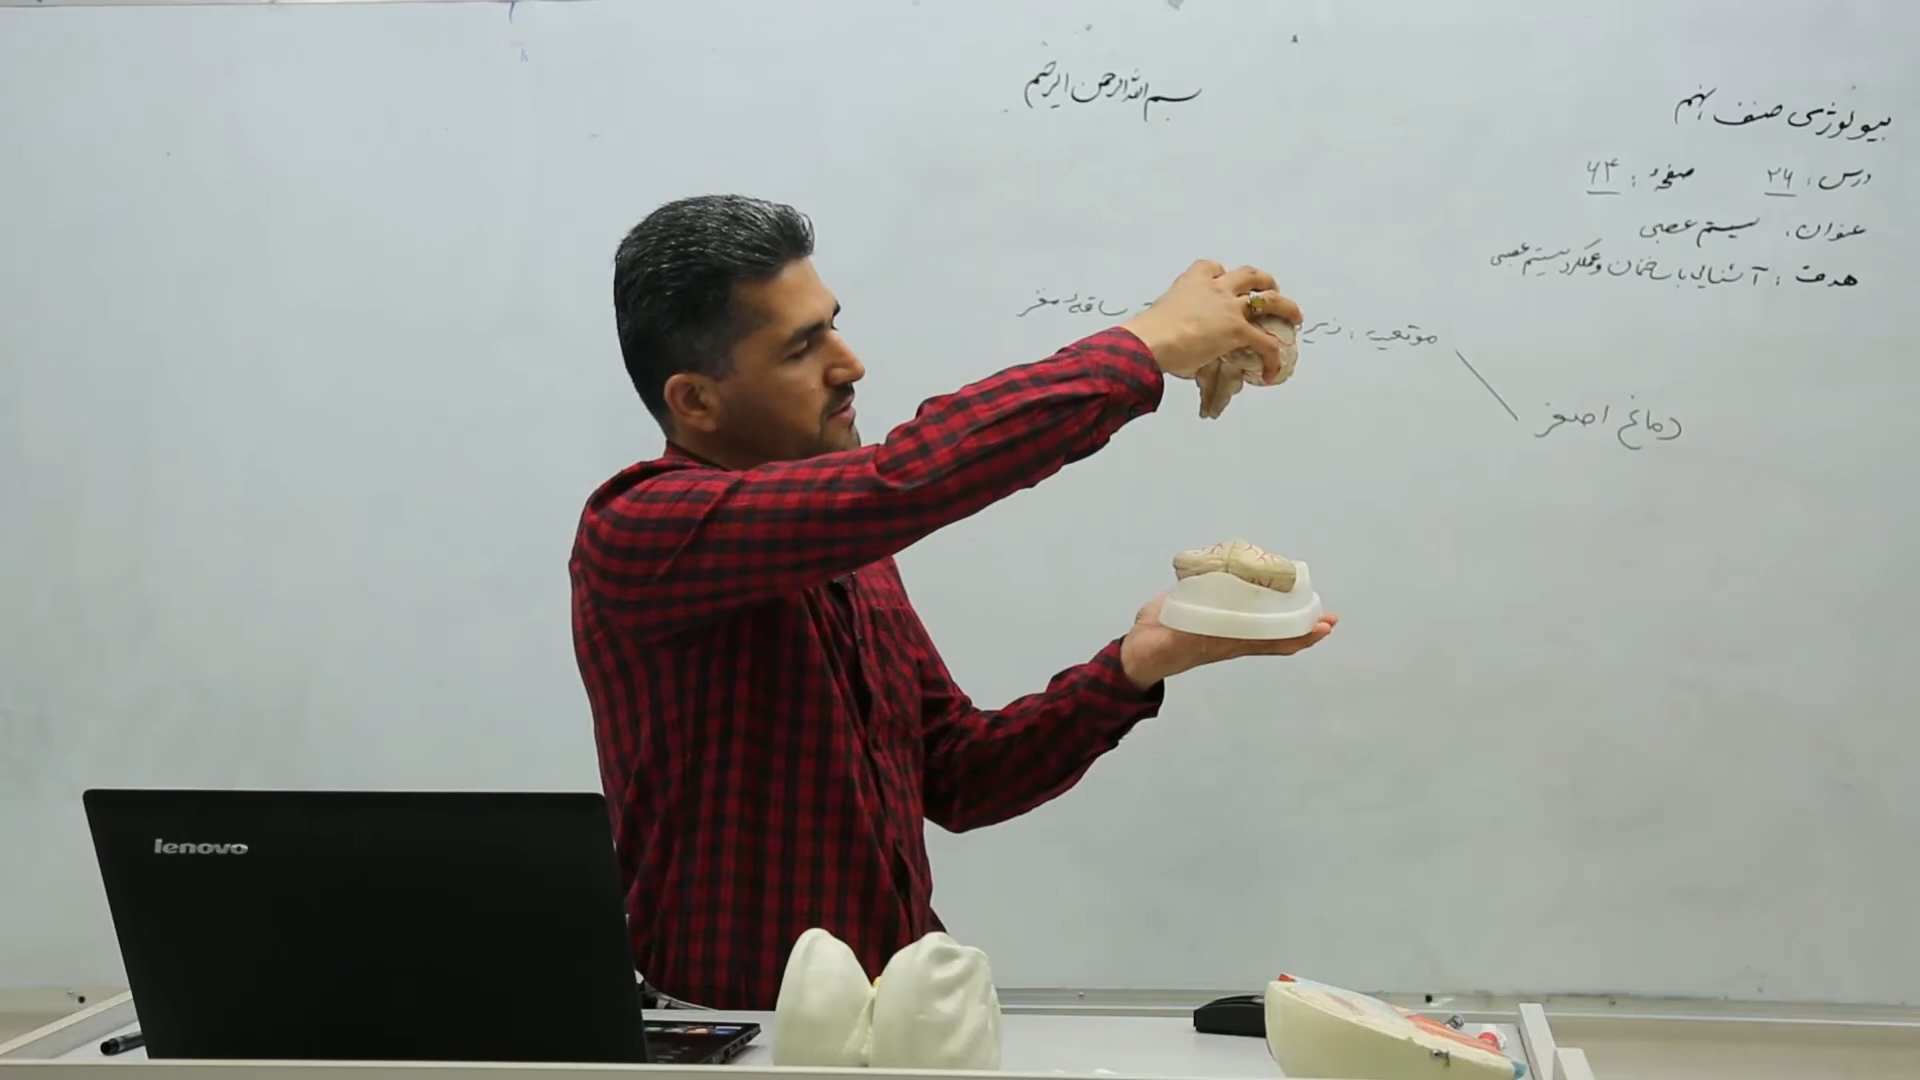 بسم الله الرحمن الرحیم
بیولوژی صنف نهم
درس: ۲۶ صفحه: ۶۴
عنوان: سیستم عصبی
هدف: آشنایی با ساختمان و عملکرد سیستم عصبی
موقعیت: زیر ساقهٔ مغز
دماغ اصغر
lenovo